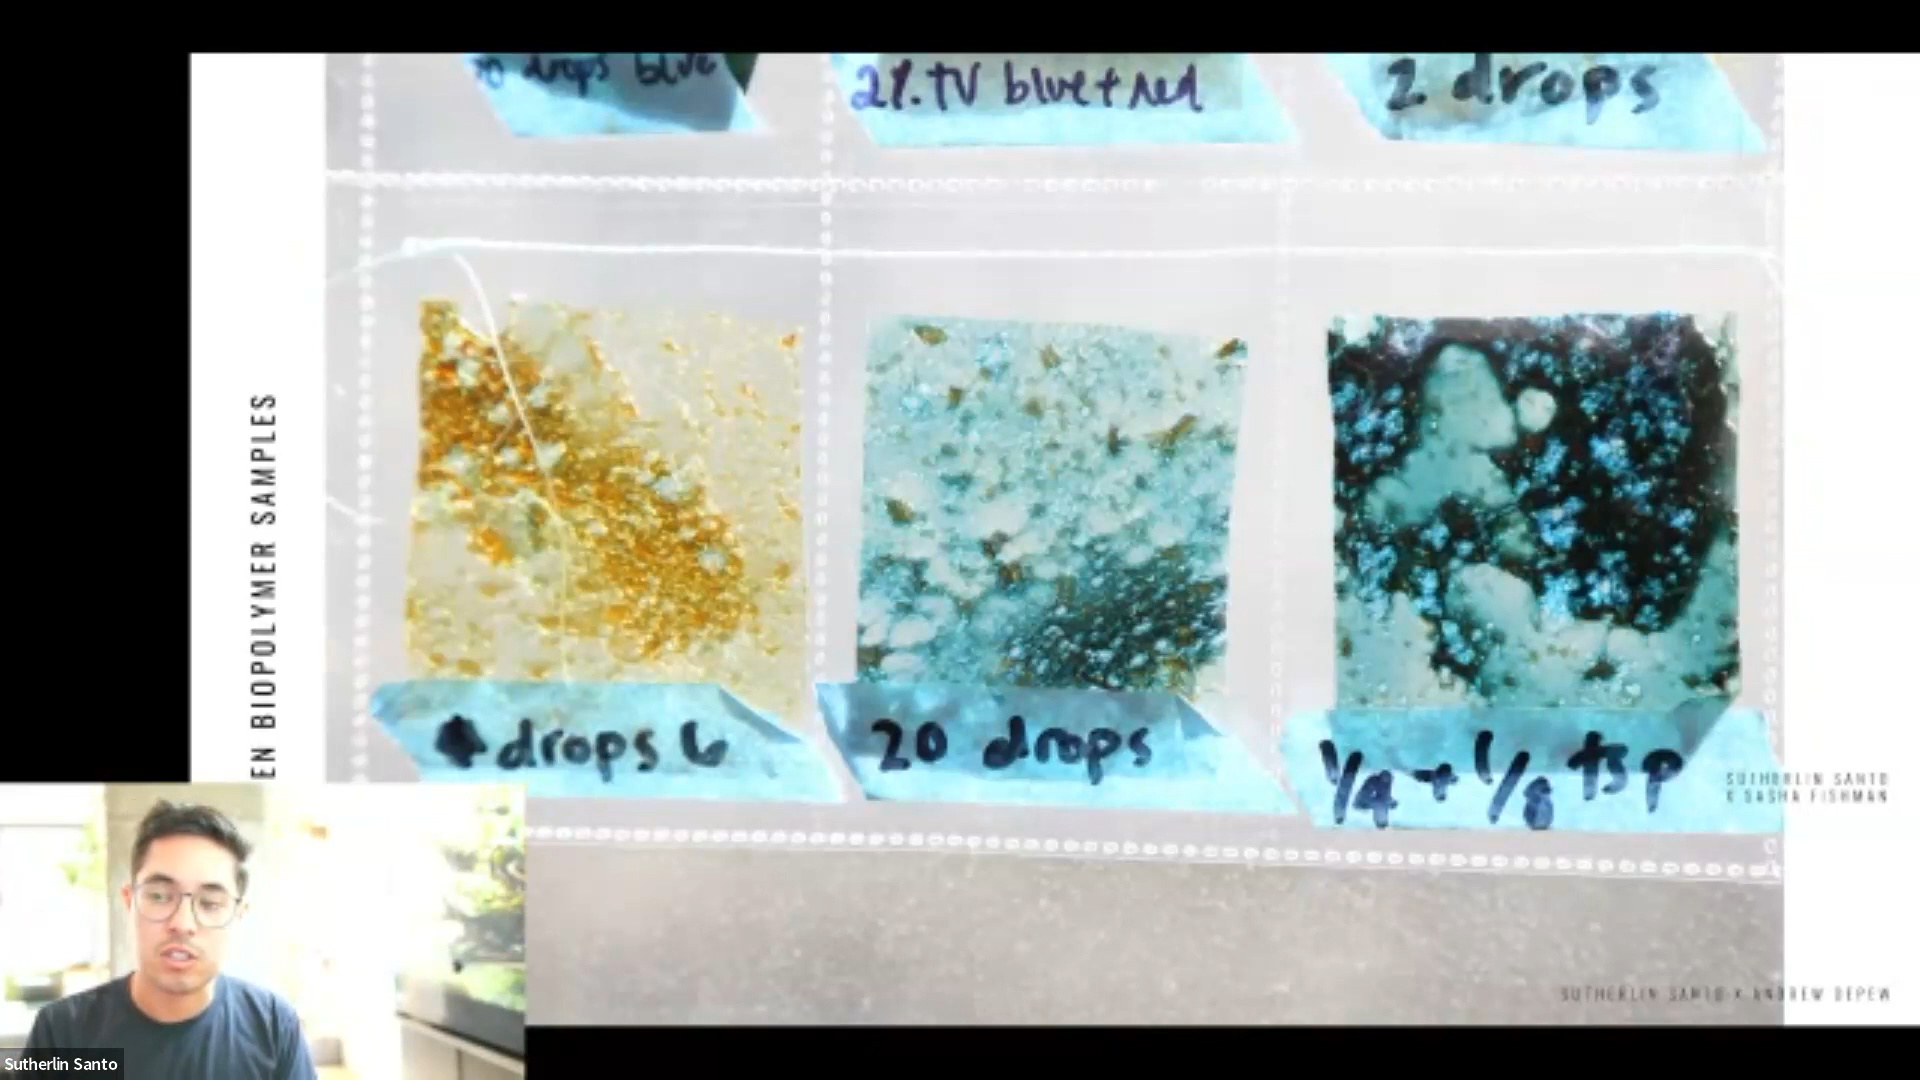 drops blue
2%.TV blue + red
2 drops
EN BIOPOLYMER SAMPLES
4 drops 6
20 drops
1/4 + 1/8 tsp
SUTHERLIN SANTO
X SASHA FISHMAN
SUTHERLIN SANTO X ANDREW DEPEW
Sutherlin Santo